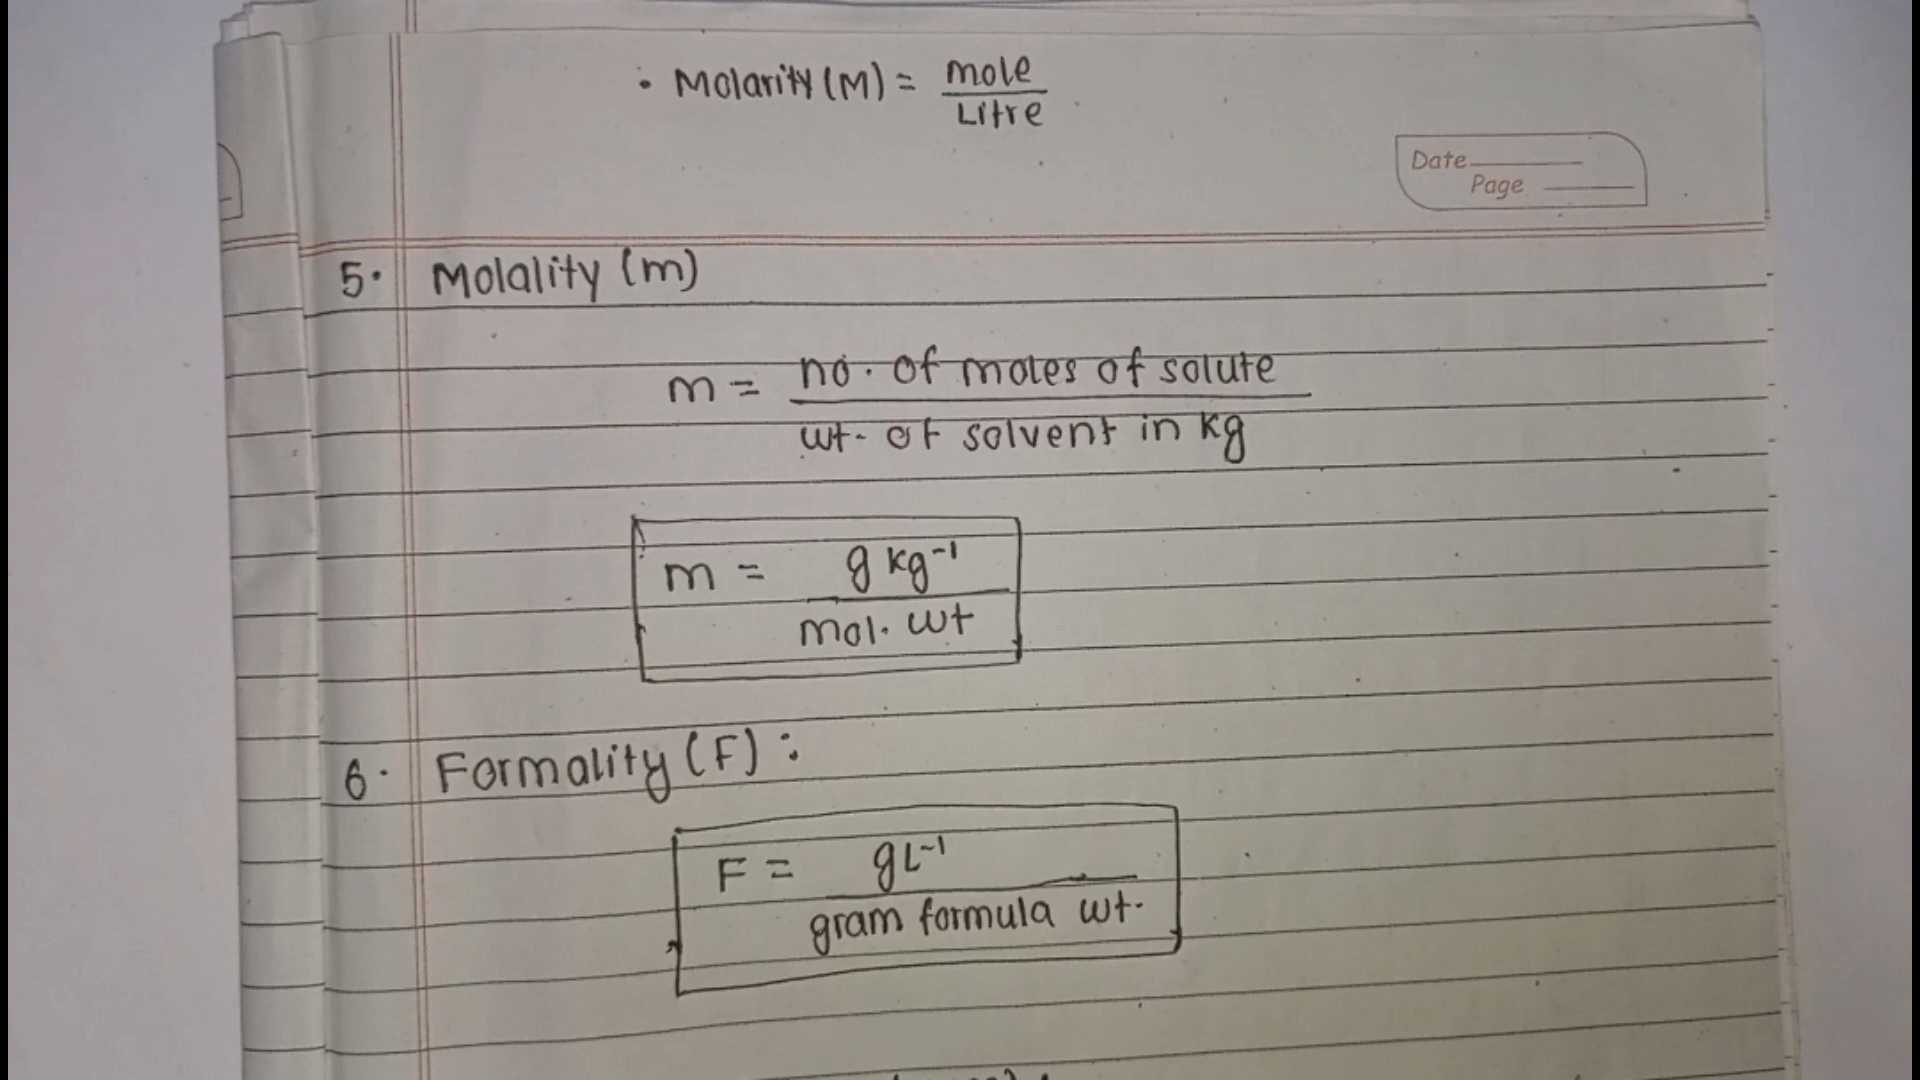 • Molarity (M) = mole / Litre
Date
Page
5. Molality (m)
m = no. of moles of solute / wt. of solvent in kg
m = g kg⁻¹ / mol. wt
6. Formality (F) :
F = gL⁻¹ / gram formula wt.